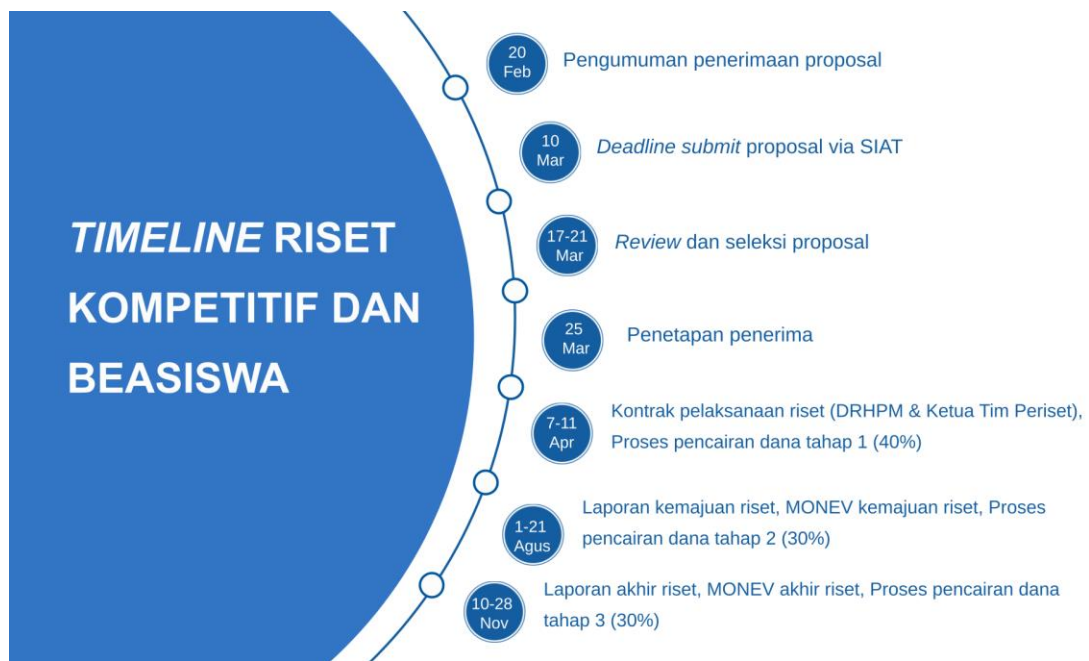 TIMELINE RISET
KOMPETITIF DAN
BEASISWA
20
Feb
Pengumuman penerimaan proposal
10
Mar
Deadline submit proposal via SIAT
17-21
Mar
Review dan seleksi proposal
25
Mar
Penetapan penerima
7-11
Apr
Kontrak pelaksanaan riset (DRHPM & Ketua Tim Periset),
Proses pencairan dana tahap 1 (40%)
1-21
Agus
Laporan kemajuan riset, MONEV kemajuan riset, Proses
pencairan dana tahap 2 (30%)
10-28
Nov
Laporan akhir riset, MONEV akhir riset, Proses pencairan dana
tahap 3 (30%)